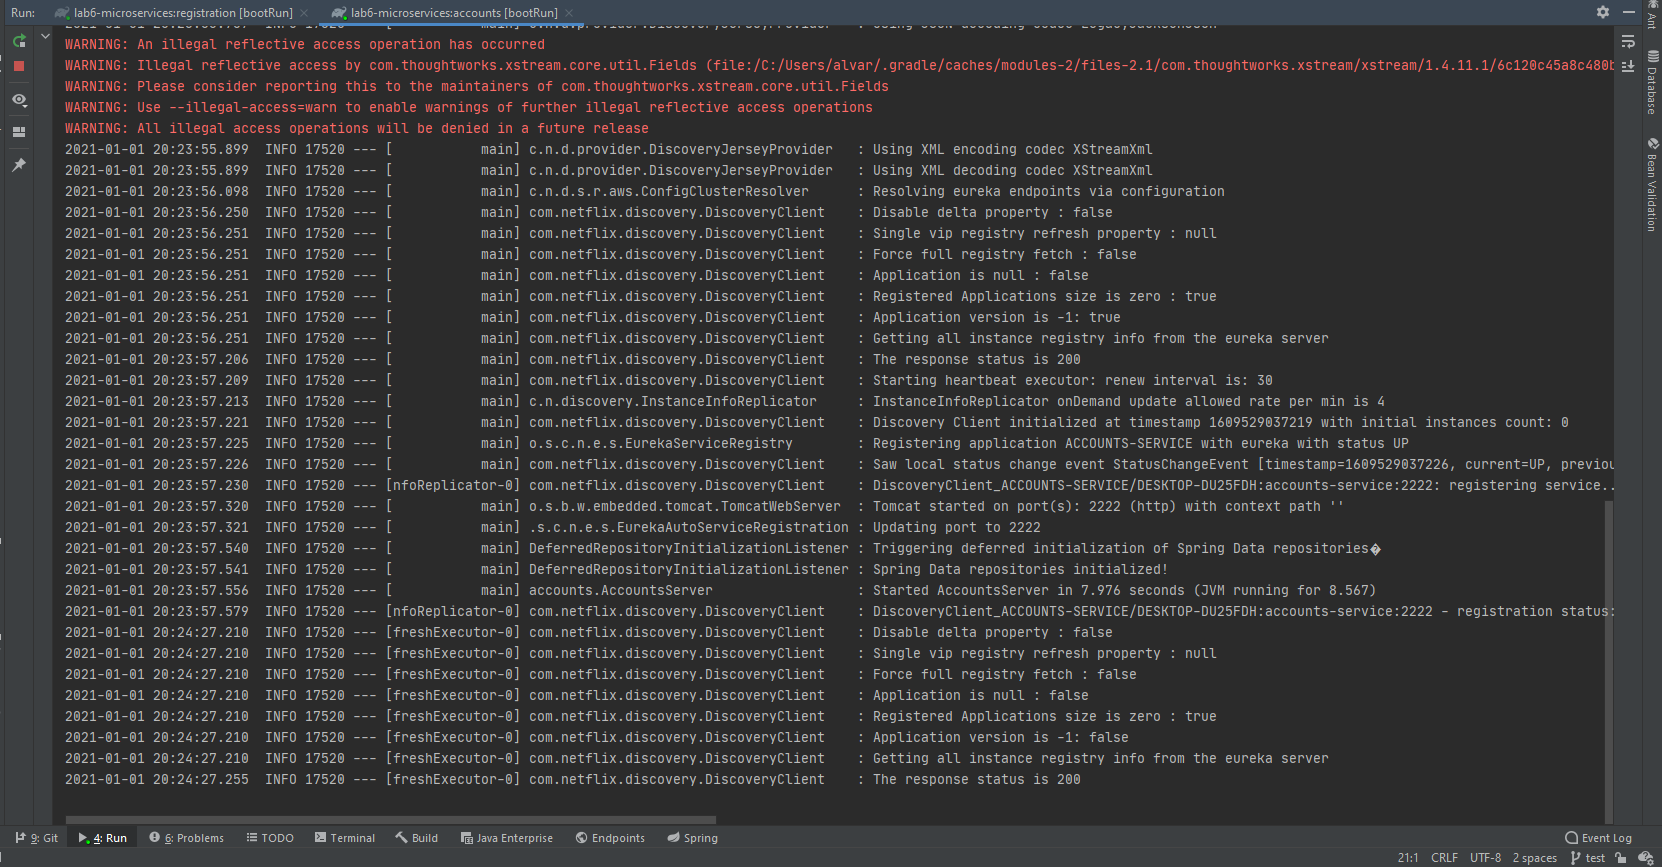 Run: lab6-microservices:registration [bootRun] × lab6-microservices:accounts [bootRun] ×
WARNING: An illegal reflective access operation has occurred
WARNING: Illegal reflective access by com.thoughtworks.xstream.core.util.Fields (file:/C:/Users/alvar/.gradle/caches/modules-2/files-2.1/com.thoughtworks.xstream/xstream/1.4.11.1/6c120c45a8c480b
WARNING: Please consider reporting this to the maintainers of com.thoughtworks.xstream.core.util.Fields
WARNING: Use --illegal-access=warn to enable warnings of further illegal reflective access operations
WARNING: All illegal access operations will be denied in a future release
2021-01-01 20:23:55.899  INFO 17520 --- [           main] c.n.d.provider.DiscoveryJerseyProvider   : Using XML encoding codec XStreamXml
2021-01-01 20:23:55.899  INFO 17520 --- [           main] c.n.d.provider.DiscoveryJerseyProvider   : Using XML decoding codec XStreamXml
2021-01-01 20:23:56.098  INFO 17520 --- [           main] c.n.d.s.r.aws.ConfigClusterResolver      : Resolving eureka endpoints via configuration
2021-01-01 20:23:56.250  INFO 17520 --- [           main] com.netflix.discovery.DiscoveryClient    : Disable delta property : false
2021-01-01 20:23:56.251  INFO 17520 --- [           main] com.netflix.discovery.DiscoveryClient    : Single vip registry refresh property : null
2021-01-01 20:23:56.251  INFO 17520 --- [           main] com.netflix.discovery.DiscoveryClient    : Force full registry fetch : false
2021-01-01 20:23:56.251  INFO 17520 --- [           main] com.netflix.discovery.DiscoveryClient    : Application is null : false
2021-01-01 20:23:56.251  INFO 17520 --- [           main] com.netflix.discovery.DiscoveryClient    : Registered Applications size is zero : true
2021-01-01 20:23:56.251  INFO 17520 --- [           main] com.netflix.discovery.DiscoveryClient    : Application version is -1: true
2021-01-01 20:23:56.251  INFO 17520 --- [           main] com.netflix.discovery.DiscoveryClient    : Getting all instance registry info from the eureka server
2021-01-01 20:23:57.206  INFO 17520 --- [           main] com.netflix.discovery.DiscoveryClient    : The response status is 200
2021-01-01 20:23:57.209  INFO 17520 --- [           main] com.netflix.discovery.DiscoveryClient    : Starting heartbeat executor: renew interval is: 30
2021-01-01 20:23:57.213  INFO 17520 --- [           main] c.n.discovery.InstanceInfoReplicator     : InstanceInfoReplicator onDemand update allowed rate per min is 4
2021-01-01 20:23:57.221  INFO 17520 --- [           main] com.netflix.discovery.DiscoveryClient    : Discovery Client initialized at timestamp 1609529037219 with initial instances count: 0
2021-01-01 20:23:57.225  INFO 17520 --- [           main] o.s.c.n.e.s.EurekaServiceRegistry        : Registering application ACCOUNTS-SERVICE with eureka with status UP
2021-01-01 20:23:57.226  INFO 17520 --- [           main] com.netflix.discovery.DiscoveryClient    : Saw local status change event StatusChangeEvent [timestamp=1609529037226, current=UP, previou
2021-01-01 20:23:57.230  INFO 17520 --- [nfoReplicator-0] com.netflix.discovery.DiscoveryClient    : DiscoveryClient_ACCOUNTS-SERVICE/DESKTOP-DU25FDH:accounts-service:2222: registering service..
2021-01-01 20:23:57.320  INFO 17520 --- [           main] o.s.b.w.embedded.tomcat.TomcatWebServer  : Tomcat started on port(s): 2222 (http) with context path ''
2021-01-01 20:23:57.321  INFO 17520 --- [           main] .s.c.n.e.s.EurekaAutoServiceRegistration : Updating port to 2222
2021-01-01 20:23:57.540  INFO 17520 --- [           main] DeferredRepositoryInitializationListener : Triggering deferred initialization of Spring Data repositories�
2021-01-01 20:23:57.541  INFO 17520 --- [           main] DeferredRepositoryInitializationListener : Spring Data repositories initialized!
2021-01-01 20:23:57.556  INFO 17520 --- [           main] accounts.AccountsServer                  : Started AccountsServer in 7.976 seconds (JVM running for 8.567)
2021-01-01 20:23:57.579  INFO 17520 --- [nfoReplicator-0] com.netflix.discovery.DiscoveryClient    : DiscoveryClient_ACCOUNTS-SERVICE/DESKTOP-DU25FDH:accounts-service:2222 - registration status:
2021-01-01 20:24:27.210  INFO 17520 --- [freshExecutor-0] com.netflix.discovery.DiscoveryClient    : Disable delta property : false
2021-01-01 20:24:27.210  INFO 17520 --- [freshExecutor-0] com.netflix.discovery.DiscoveryClient    : Single vip registry refresh property : null
2021-01-01 20:24:27.210  INFO 17520 --- [freshExecutor-0] com.netflix.discovery.DiscoveryClient    : Force full registry fetch : false
2021-01-01 20:24:27.210  INFO 17520 --- [freshExecutor-0] com.netflix.discovery.DiscoveryClient    : Application is null : false
2021-01-01 20:24:27.210  INFO 17520 --- [freshExecutor-0] com.netflix.discovery.DiscoveryClient    : Registered Applications size is zero : true
2021-01-01 20:24:27.210  INFO 17520 --- [freshExecutor-0] com.netflix.discovery.DiscoveryClient    : Application version is -1: false
2021-01-01 20:24:27.210  INFO 17520 --- [freshExecutor-0] com.netflix.discovery.DiscoveryClient    : Getting all instance registry info from the eureka server
2021-01-01 20:24:27.255  INFO 17520 --- [freshExecutor-0] com.netflix.discovery.DiscoveryClient    : The response status is 200
Ant
Database
Bean Validation
9: Git 4: Run 6: Problems TODO Terminal Build Java Enterprise Endpoints Spring Event Log
21:1 CRLF UTF-8 2 spaces test